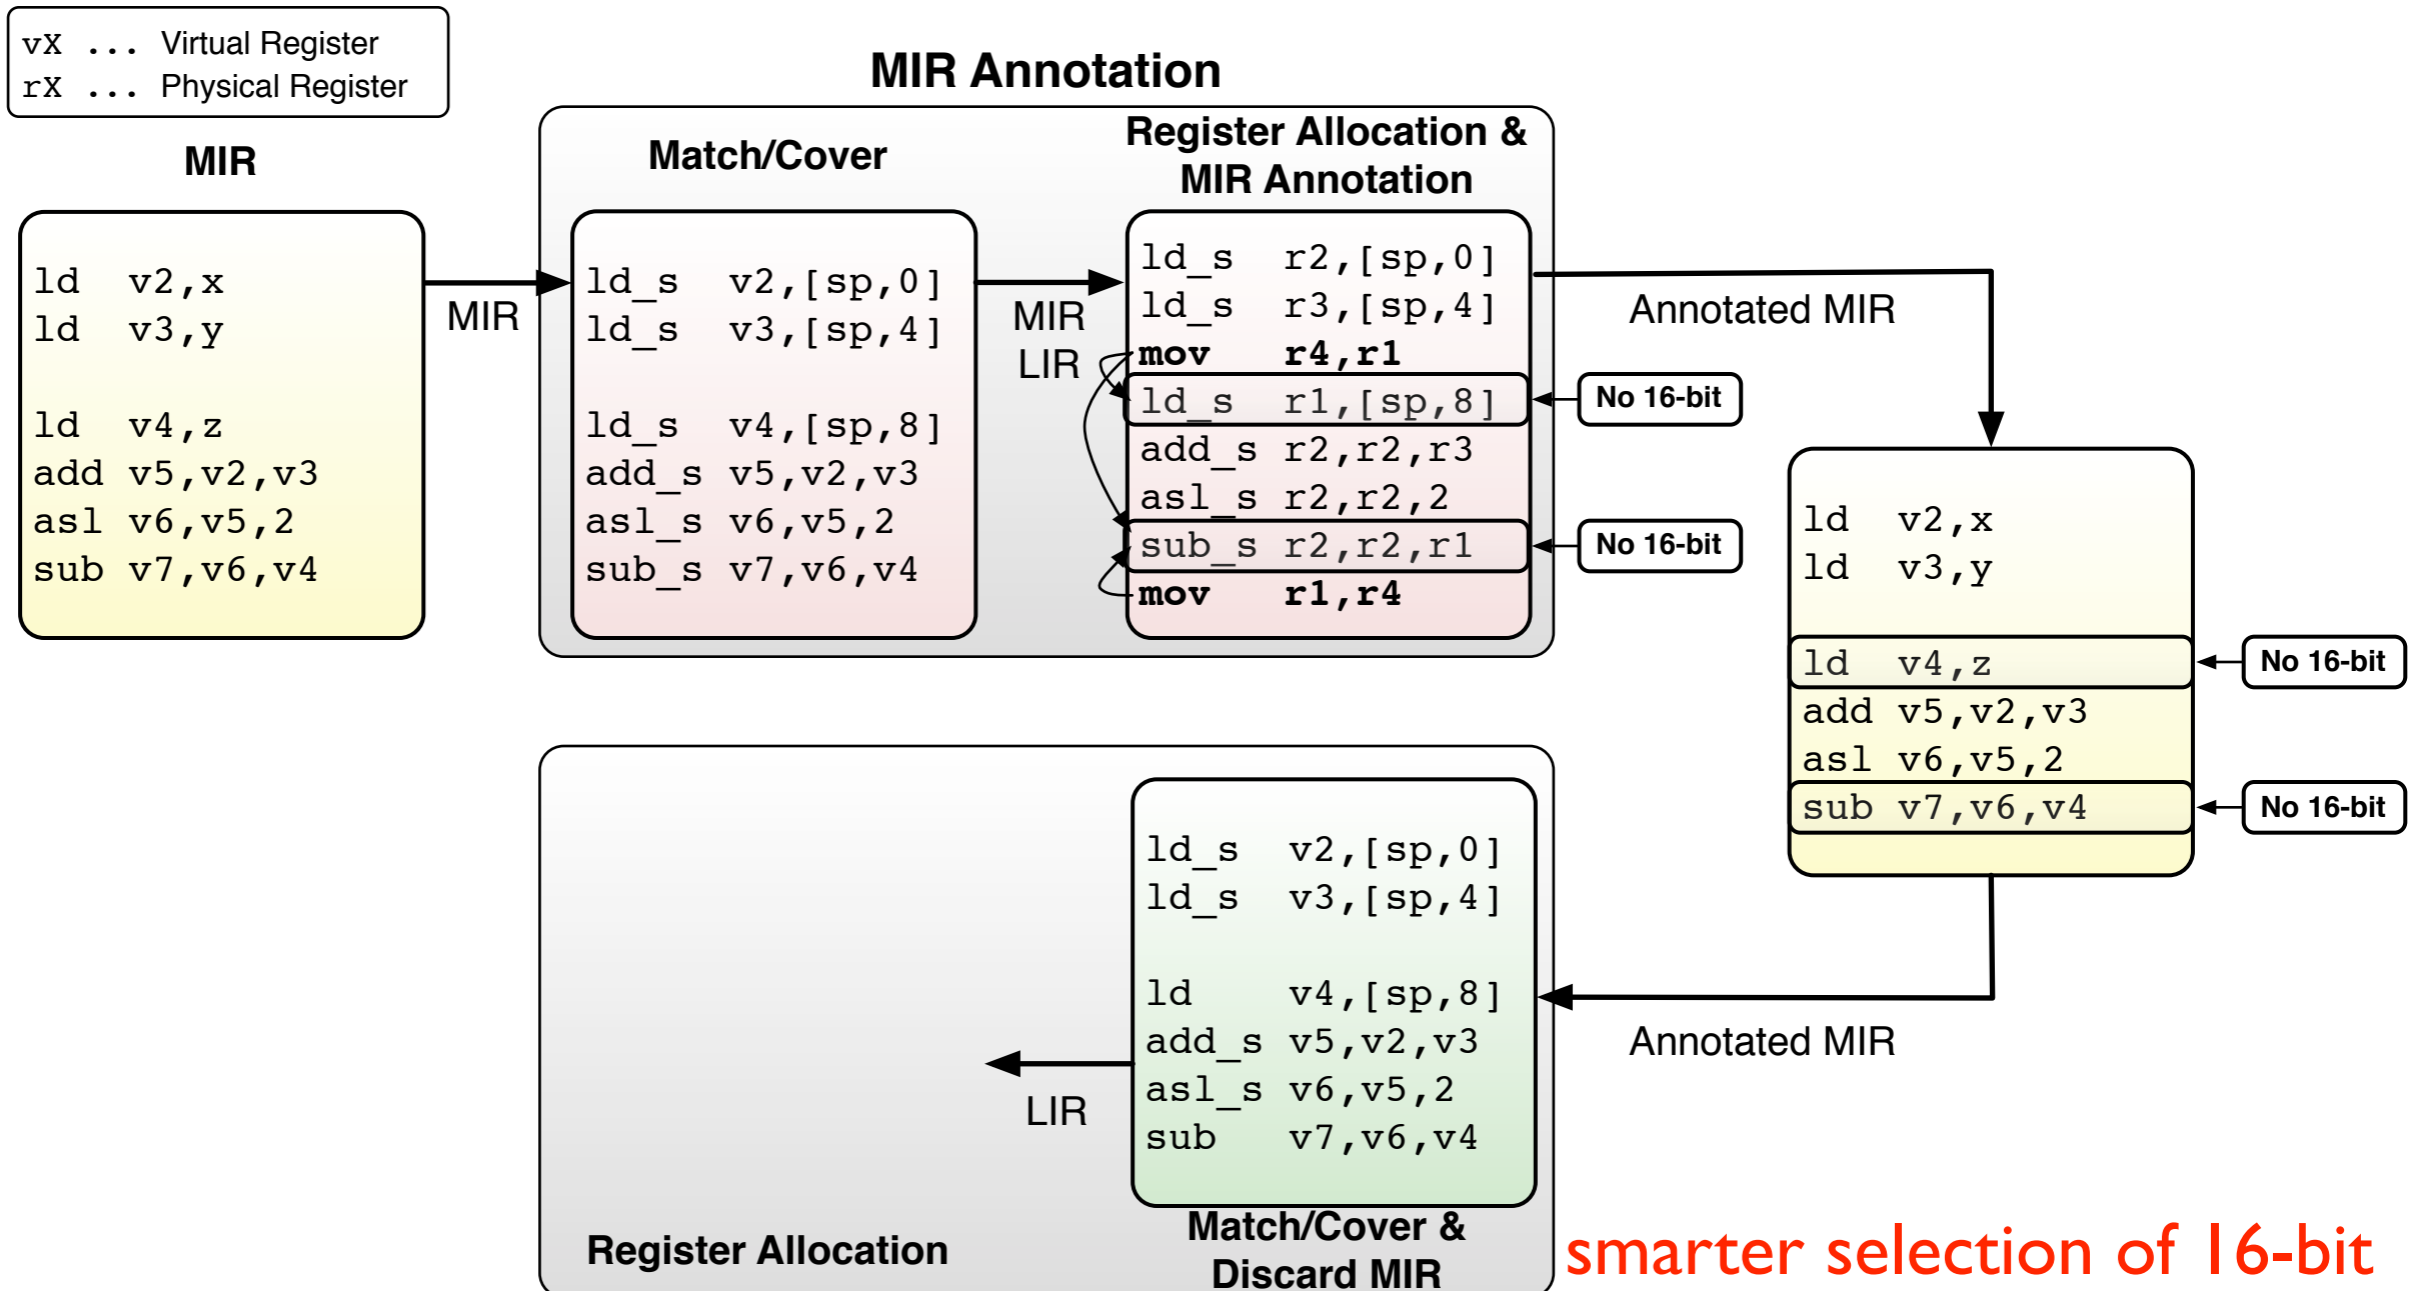 vX ... Virtual Register
rX ... Physical Register
MIR Annotation
MIR
ld v2,x
ld v3,y
ld v4,z
add v5,v2,v3
asl v6,v5,2
sub v7,v6,v4
MIR
Match/Cover
ld_s v2,[sp,0]
ld_s v3,[sp,4]
ld_s v4,[sp,8]
add_s v5,v2,v3
asl_s v6,v5,2
sub_s v7,v6,v4
MIR
LIR
Register Allocation &
MIR Annotation
ld_s r2,[sp,0]
ld_s r3,[sp,4]
mov r4,r1
ld_s r1,[sp,8]
add_s r2,r2,r3
asl_s r2,r2,2
sub_s r2,r2,r1
mov r1,r4
No 16-bit
No 16-bit
Annotated MIR
ld v2,x
ld v3,y
ld v4,z
add v5,v2,v3
asl v6,v5,2
sub v7,v6,v4
No 16-bit
No 16-bit
Annotated MIR
ld_s v2,[sp,0]
ld_s v3,[sp,4]
ld v4,[sp,8]
add_s v5,v2,v3
asl_s v6,v5,2
sub v7,v6,v4
Match/Cover &
Discard MIR
LIR
Register Allocation
smarter selection of 16-bit